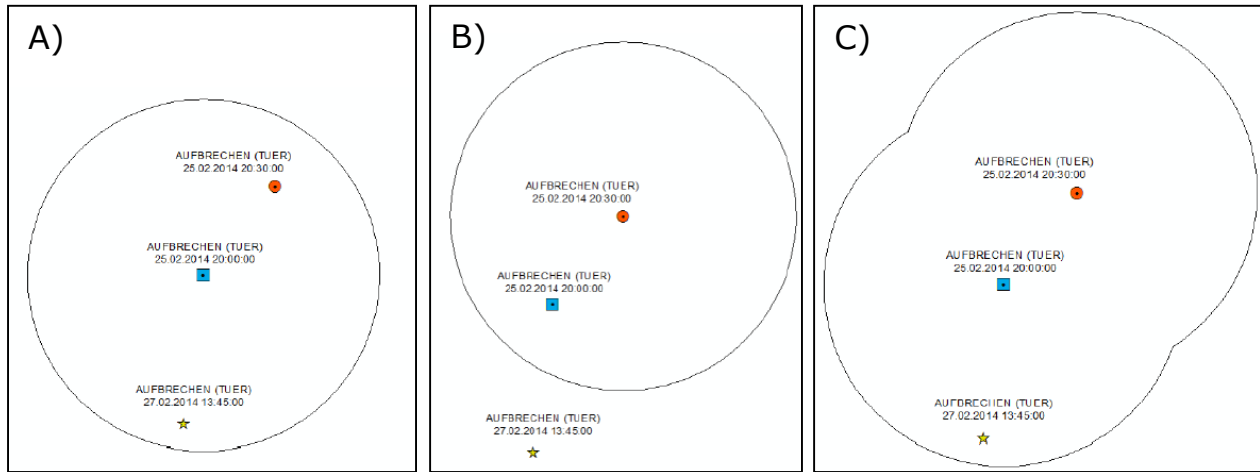 A)
AUFBRECHEN (TUER)
25.02.2014 20:30:00
AUFBRECHEN (TUER)
25.02.2014 20:00:00
AUFBRECHEN (TUER)
27.02.2014 13:45:00
B)
AUFBRECHEN (TUER)
25.02.2014 20:30:00
AUFBRECHEN (TUER)
25.02.2014 20:00:00
AUFBRECHEN (TUER)
27.02.2014 13:45:00
C)
AUFBRECHEN (TUER)
25.02.2014 20:30:00
AUFBRECHEN (TUER)
25.02.2014 20:00:00
AUFBRECHEN (TUER)
27.02.2014 13:45:00